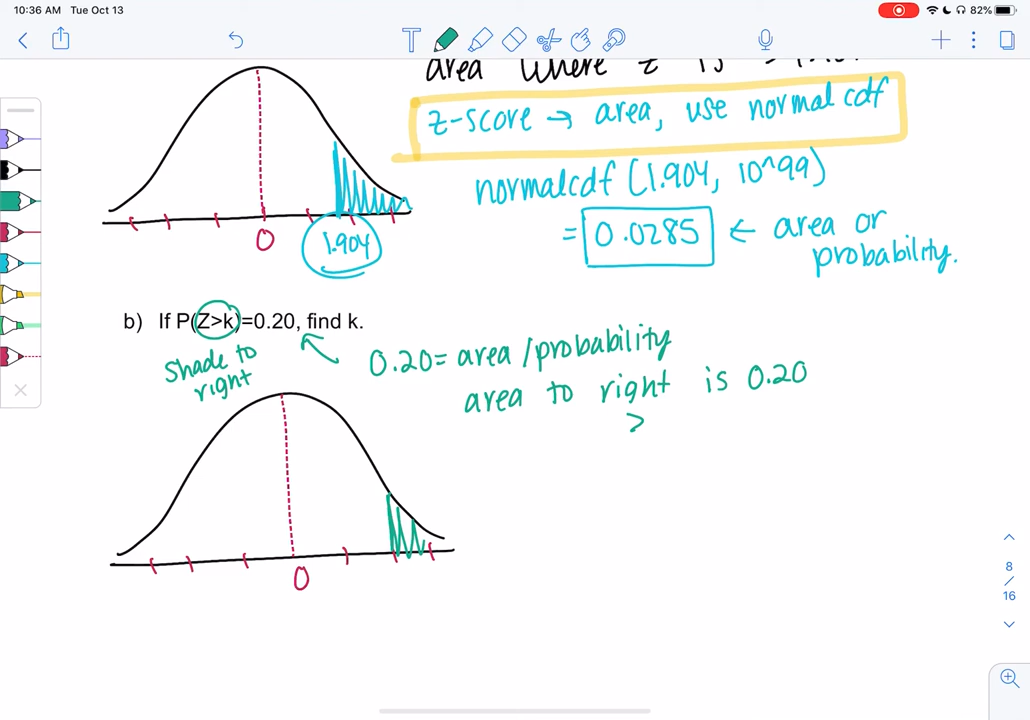 10:36 AM Tue Oct 13
82%
T
area where z is
z-score → area, use normalcdf
normalcdf (1.904, 10^99)
= 0.0285 ← area or
probability.
0
1.904
b) If P(Z>k)=0.20, find k.
shade to
right
0.20= area/probability
area to right is 0.20
>
0
8
/
16